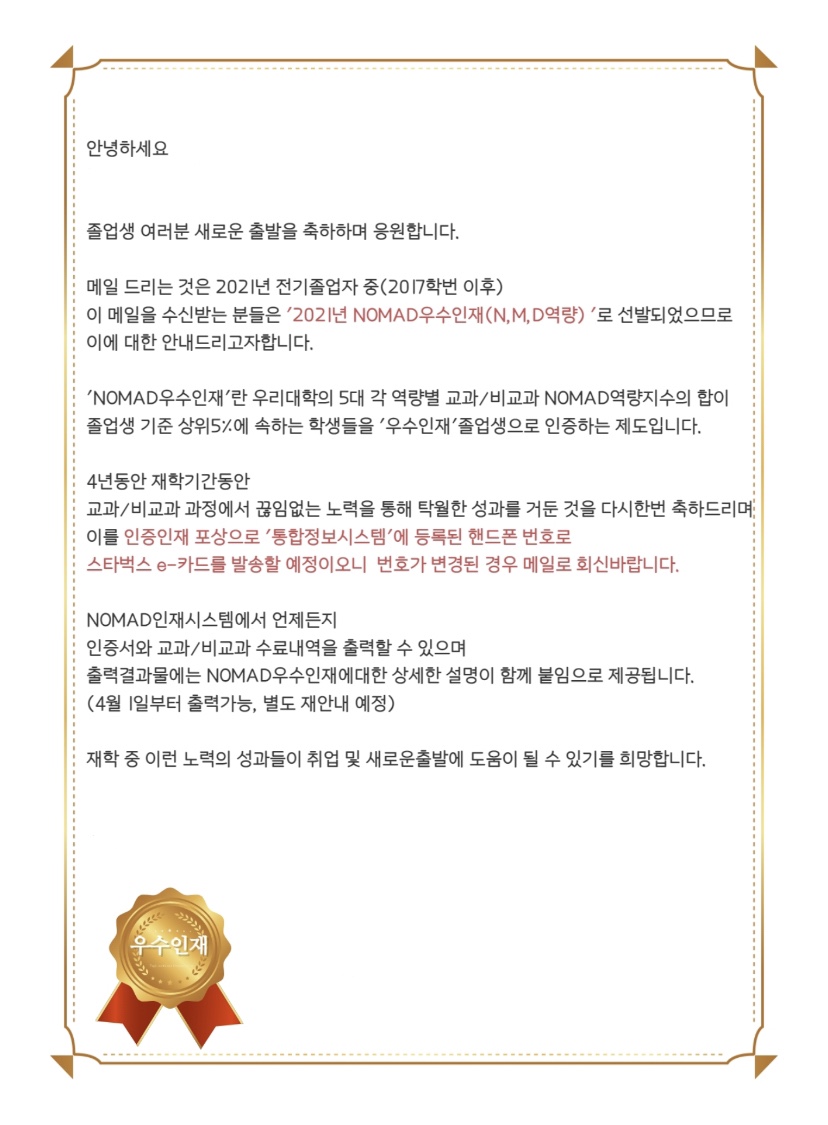 안녕하세요
졸업생 여러분 새로운 출발을 축하하며 응원합니다.
메일 드리는 것은 2021년 전기졸업자 중(2017학번 이후)
이 메일을 수신받는 분들은 '2021년 NOMAD우수인재(N,M,D역량) '로 선발되었으므로
이에 대한 안내드리고자합니다.
'NOMAD우수인재'란 우리대학의 5대 각 역량별 교과/비교과 NOMAD역량지수의 합이
졸업생 기준 상위5%에 속하는 학생들을 '우수인재'졸업생으로 인증하는 제도입니다.
4년동안 재학기간동안
교과/비교과 과정에서 끊임없는 노력을 통해 탁월한 성과를 거둔 것을 다시한번 축하드리며
이를 인증인재 포상으로 '통합정보시스템'에 등록된 핸드폰 번호로
스타벅스 e-카드를 발송할 예정이오니 번호가 변경된 경우 메일로 회신바랍니다.
NOMAD인재시스템에서 언제든지
인증서와 교과/비교과 수료내역을 출력할 수 있으며
출력결과물에는 NOMAD우수인재에대한 상세한 설명이 함께 붙임으로 제공됩니다.
(4월 1일부터 출력가능, 별도 재안내 예정)
재학 중 이런 노력의 성과들이 취업 및 새로운출발에 도움이 될 수 있기를 희망합니다.
우수인재